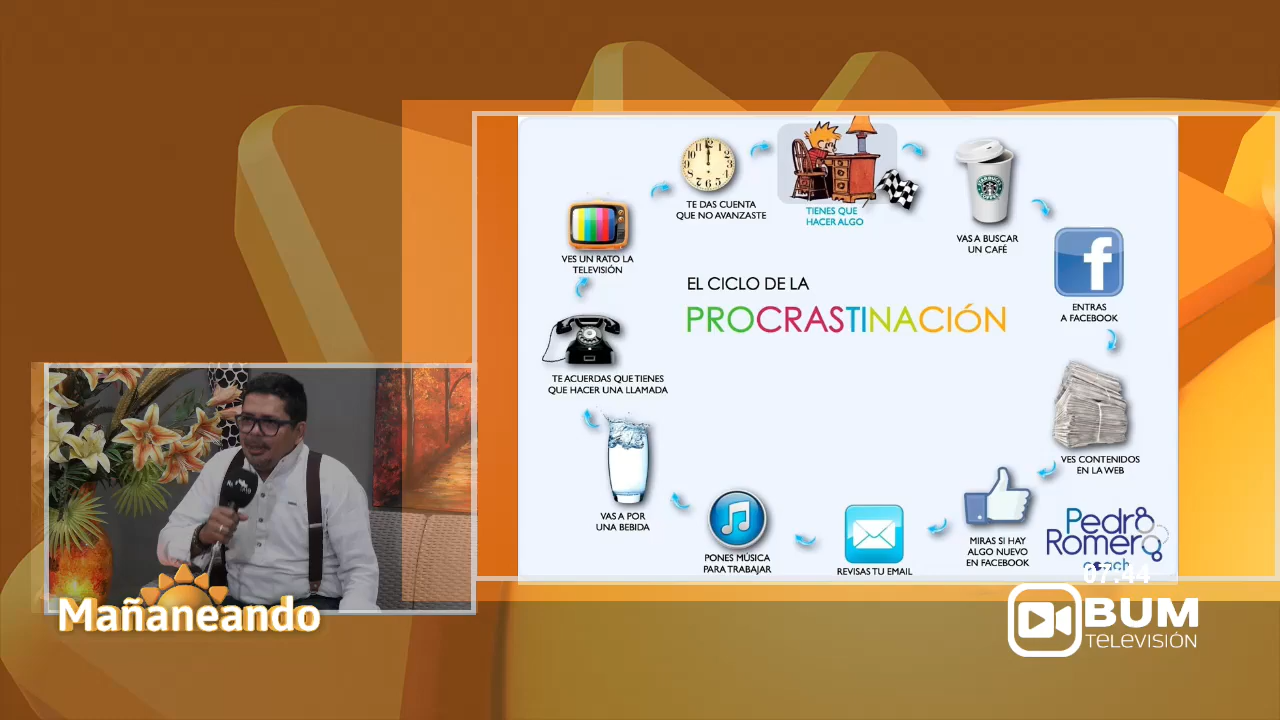 TE DAS CUENTA
QUE NO AVANZASTE
TIENES QUE
HACER ALGO
VAS A BUSCAR
UN CAFÉ
VES UN RATO LA
TELEVISIÓN
EL CICLO DE LA
PROCRASTINACIÓN
ENTRAS
A FACEBOOK
TE ACUERDAS QUE TIENES
QUE HACER UNA LLAMADA
VES CONTENIDOS
EN LA WEB
VAS A POR
UNA BEBIDA
PONES MÚSICA
PARA TRABAJAR
REVISAS TU EMAIL
MIRAS SI HAY
ALGO NUEVO
EN FACEBOOK
Pedro
Romero
coach
07:44
Mañaneando
BUM
TELEVISIÓN